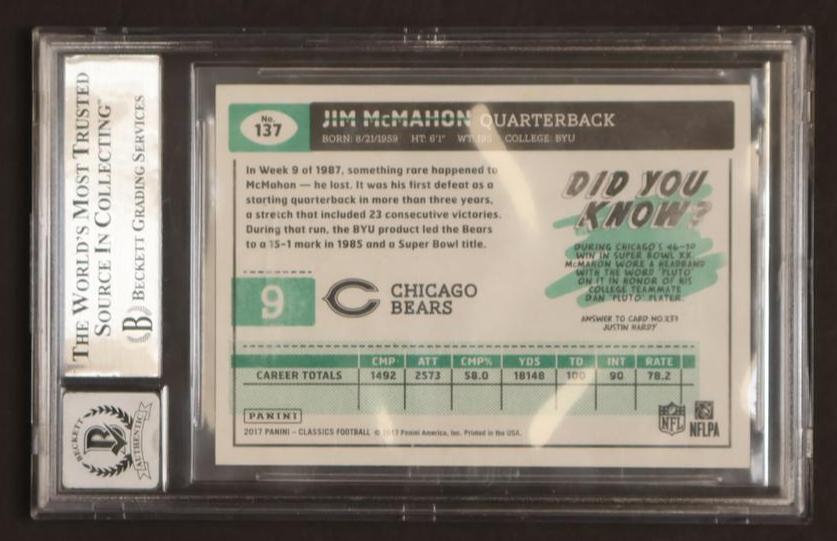 THE WORLD'S MOST TRUSTED
SOURCE IN COLLECTING™
BECKETT GRADING SERVICES
B
BECKETT
B
AUTHENTIC
No.
137
JIM McMAHON QUARTERBACK
BORN: 8/21/1959 HT: 6'1" WT: 195 COLLEGE: BYU
In Week 9 of 1987, something rare happened to
McMahon — he lost. It was his first defeat as a
starting quarterback in more than three years,
a stretch that included 23 consecutive victories.
During that run, the BYU product led the Bears
to a 15-1 mark in 1985 and a Super Bowl title.
DID YOU
KNOW?
DURING CHICAGO'S 46-10
WIN IN SUPER BOWL XX,
McMAHON WORE A HEADBAND
WITH THE WORD "PLUTO"
ON IT IN HONOR OF HIS
COLLEGE TEAMMATE
DAN "PLUTO" PLATER.
ANSWER TO CARD NO.
JUSTIN HARDY
9
C
CHICAGO
BEARS
CMP ATT CMP% YDS TD INT RATE
CAREER TOTALS 1492 2573 58.0 18148 100 90 78.2
PANINI
2017 PANINI – CLASSICS FOOTBALL © 2017 Panini America, Inc. Printed in the USA.
NFL
NFLPA